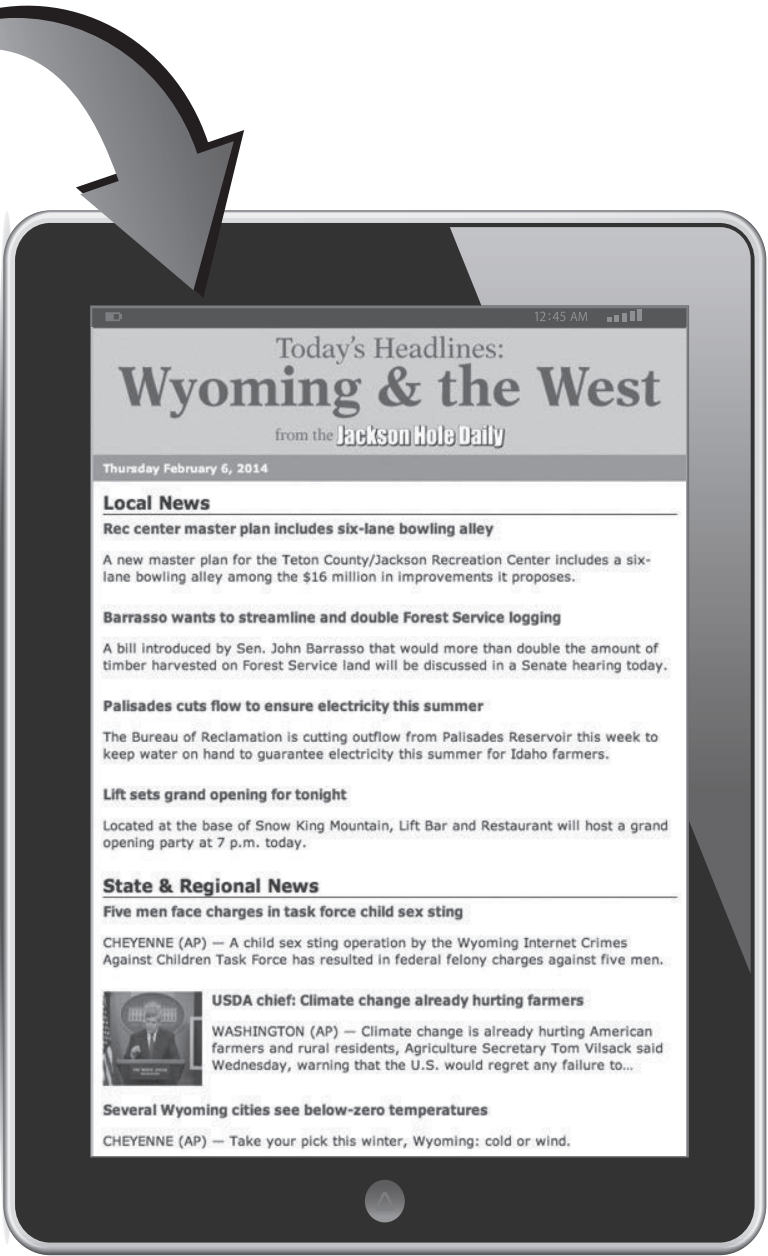 12:45 AM
Today's Headlines:
Wyoming & the West
from the Jackson Hole Daily
Thursday February 6, 2014
Local News
Rec center master plan includes six-lane bowling alley
A new master plan for the Teton County/Jackson Recreation Center includes a six-
lane bowling alley among the $16 million in improvements it proposes.
Barrasso wants to streamline and double Forest Service logging
A bill introduced by Sen. John Barrasso that would more than double the amount of
timber harvested on Forest Service land will be discussed in a Senate hearing today.
Palisades cuts flow to ensure electricity this summer
The Bureau of Reclamation is cutting outflow from Palisades Reservoir this week to
keep water on hand to guarantee electricity this summer for Idaho farmers.
Lift sets grand opening for tonight
Located at the base of Snow King Mountain, Lift Bar and Restaurant will host a grand
opening party at 7 p.m. today.
State & Regional News
Five men face charges in task force child sex sting
CHEYENNE (AP) — A child sex sting operation by the Wyoming Internet Crimes
Against Children Task Force has resulted in federal felony charges against five men.
USDA chief: Climate change already hurting farmers
WASHINGTON (AP) — Climate change is already hurting American
farmers and rural residents, Agriculture Secretary Tom Vilsack said
Wednesday, warning that the U.S. would regret any failure to...
Several Wyoming cities see below-zero temperatures
CHEYENNE (AP) — Take your pick this winter, Wyoming: cold or wind.